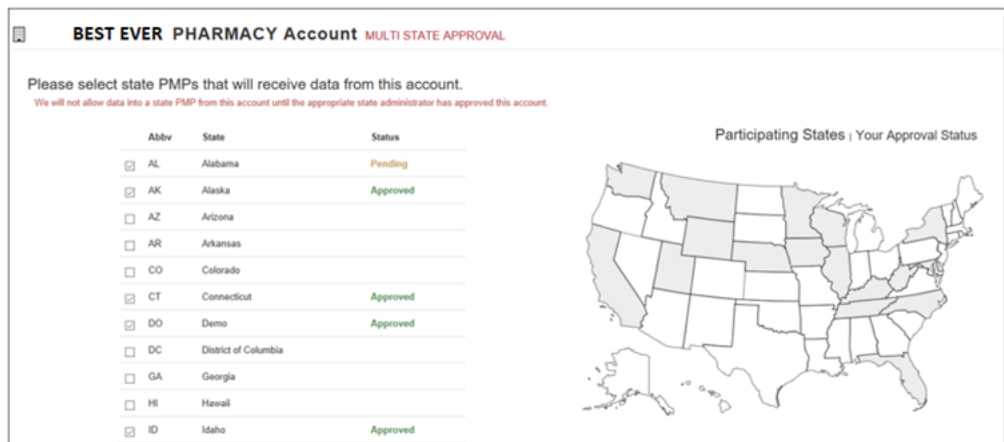 BEST EVER PHARMACY Account MULTI STATE APPROVAL
Please select state PMPs that will receive data from this account.
We will not allow data into a state PMP from this account until the appropriate state administrator has approved this account.
Abbv State Status
AL Alabama Pending
AK Alaska Approved
AZ Arizona
AR Arkansas
CO Colorado
CT Connecticut Approved
DO Demo Approved
DC District of Columbia
GA Georgia
HI Hawaii
ID Idaho Approved
Participating States | Your Approval Status